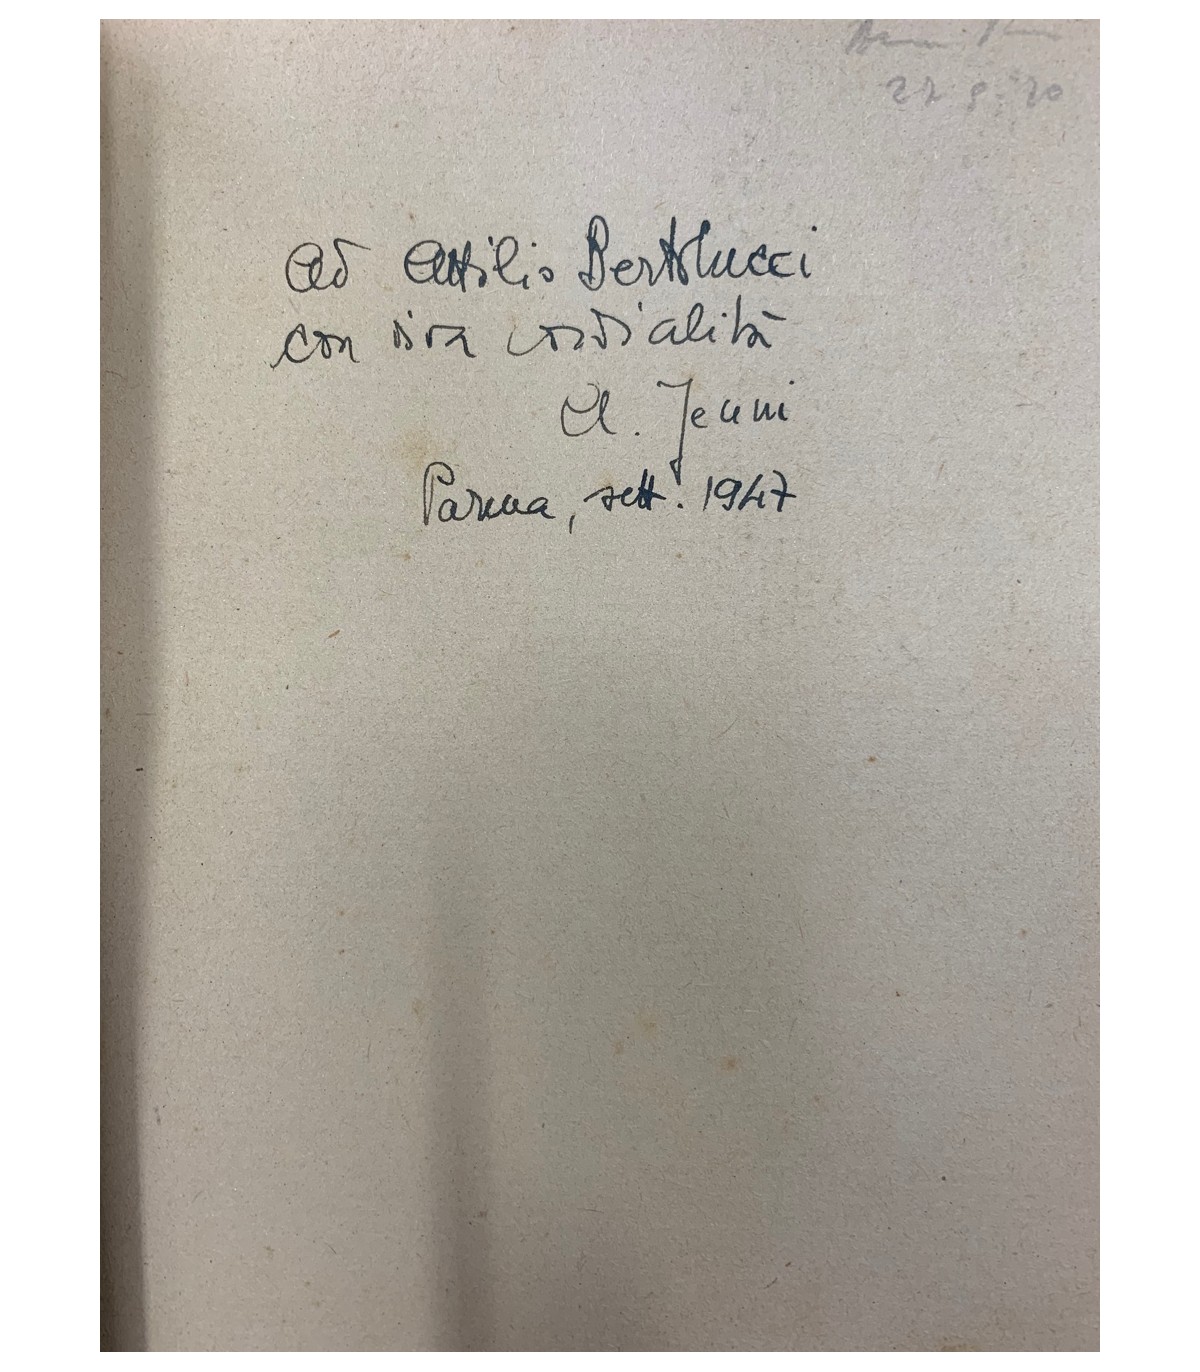 Ad Attilio Bertolucci
con viva cordialità
A. Jenni
Parma, sett. 1947